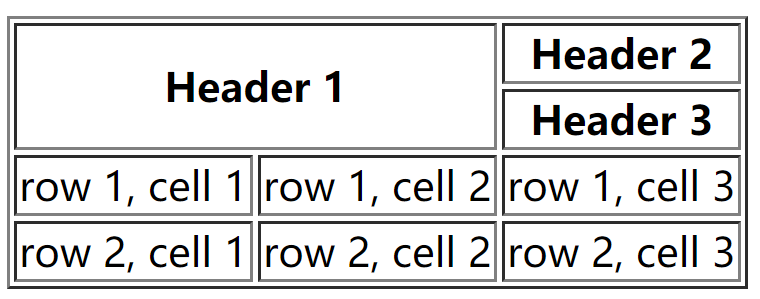 Header 1
Header 2
Header 3
row 1, cell 1 row 1, cell 2 row 1, cell 3
row 2, cell 1 row 2, cell 2 row 2, cell 3